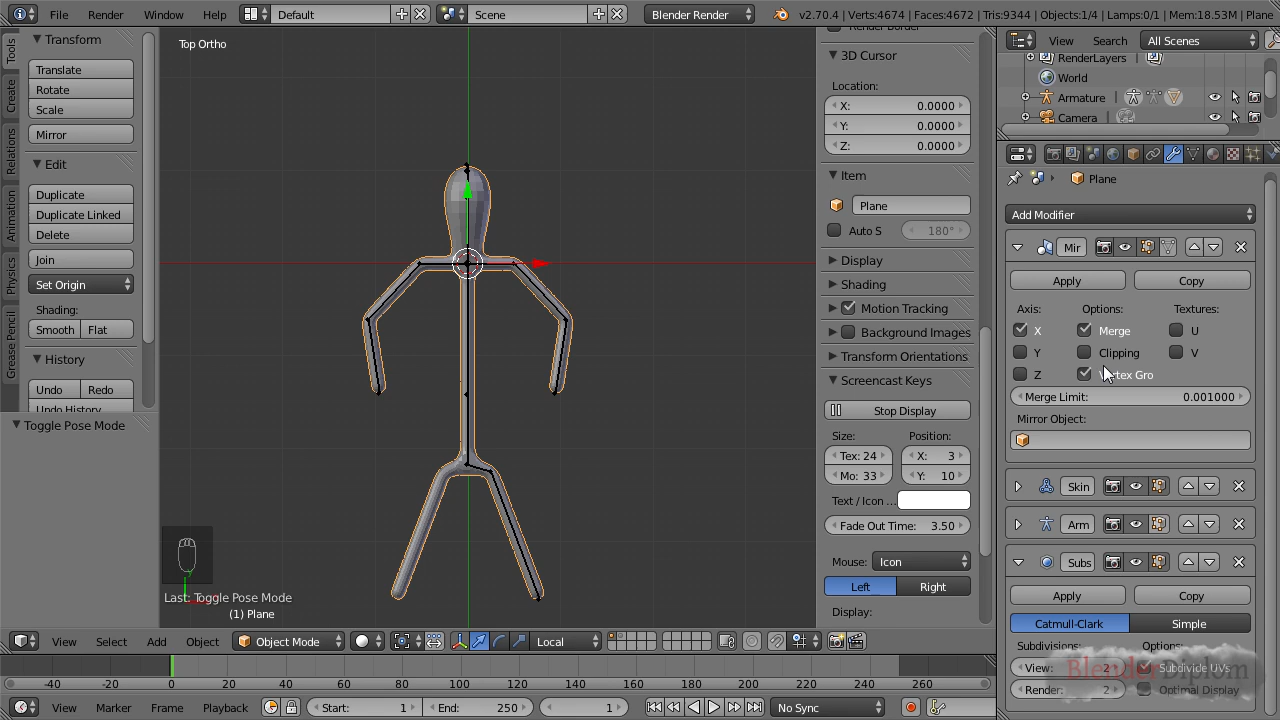 Render Window Help Default Scene Blender Render v2.70.4 | Verts:4674 | Faces:4672 | Tris:9344 | Objects:1/4 | Lamps:0/1 | Mem:18.53M | Plane
Tools
Create
Relations
Animation
Physics
Grease Pencil
Transform
Translate
Rotate
Scale
Mirror
Edit
Duplicate
Duplicate Linked
Delete
Join
Set Origin
Shading:
Smooth Flat
History
Undo Redo
Undo History
Toggle Pose Mode
Top Ortho
Last: Toggle Pose Mode
(1) Plane
Render Border
3D Cursor
Location:
X: 0.0000
Y: 0.0000
Z: 0.0000
Item
Plane
Auto S 180°
Display
Shading
Motion Tracking
Background Images
Transform Orientations
Screencast Keys
Stop Display
Size: Position:
Tex: 24 X: 3
Mo: 33 Y: 10
Text / Icon ...
Fade Out Time: 3.50
Mouse: Icon
Left Right
Display:
View Search All Scenes
RenderLayers
World
Armature
Camera
Plane
Add Modifier
Mir
Apply Copy
Axis: Options: Textures:
X Merge U
Y Clipping V
Z Vertex Gro
Merge Limit: 0.001000
Mirror Object:
Skin
Arm
Subs
Apply Copy
Catmull-Clark Simple
Subdivisions: Options:
View: 2 Subdivide UVs
Render: 2 Optimal Display
BlenderDiplom
View Select Add Object Object Mode Local
-40 -20 0 20 40 60 80 100 120 140 160 180 200 220 240 260
View Marker Frame Playback Start: 1 End: 250 1 No Sync